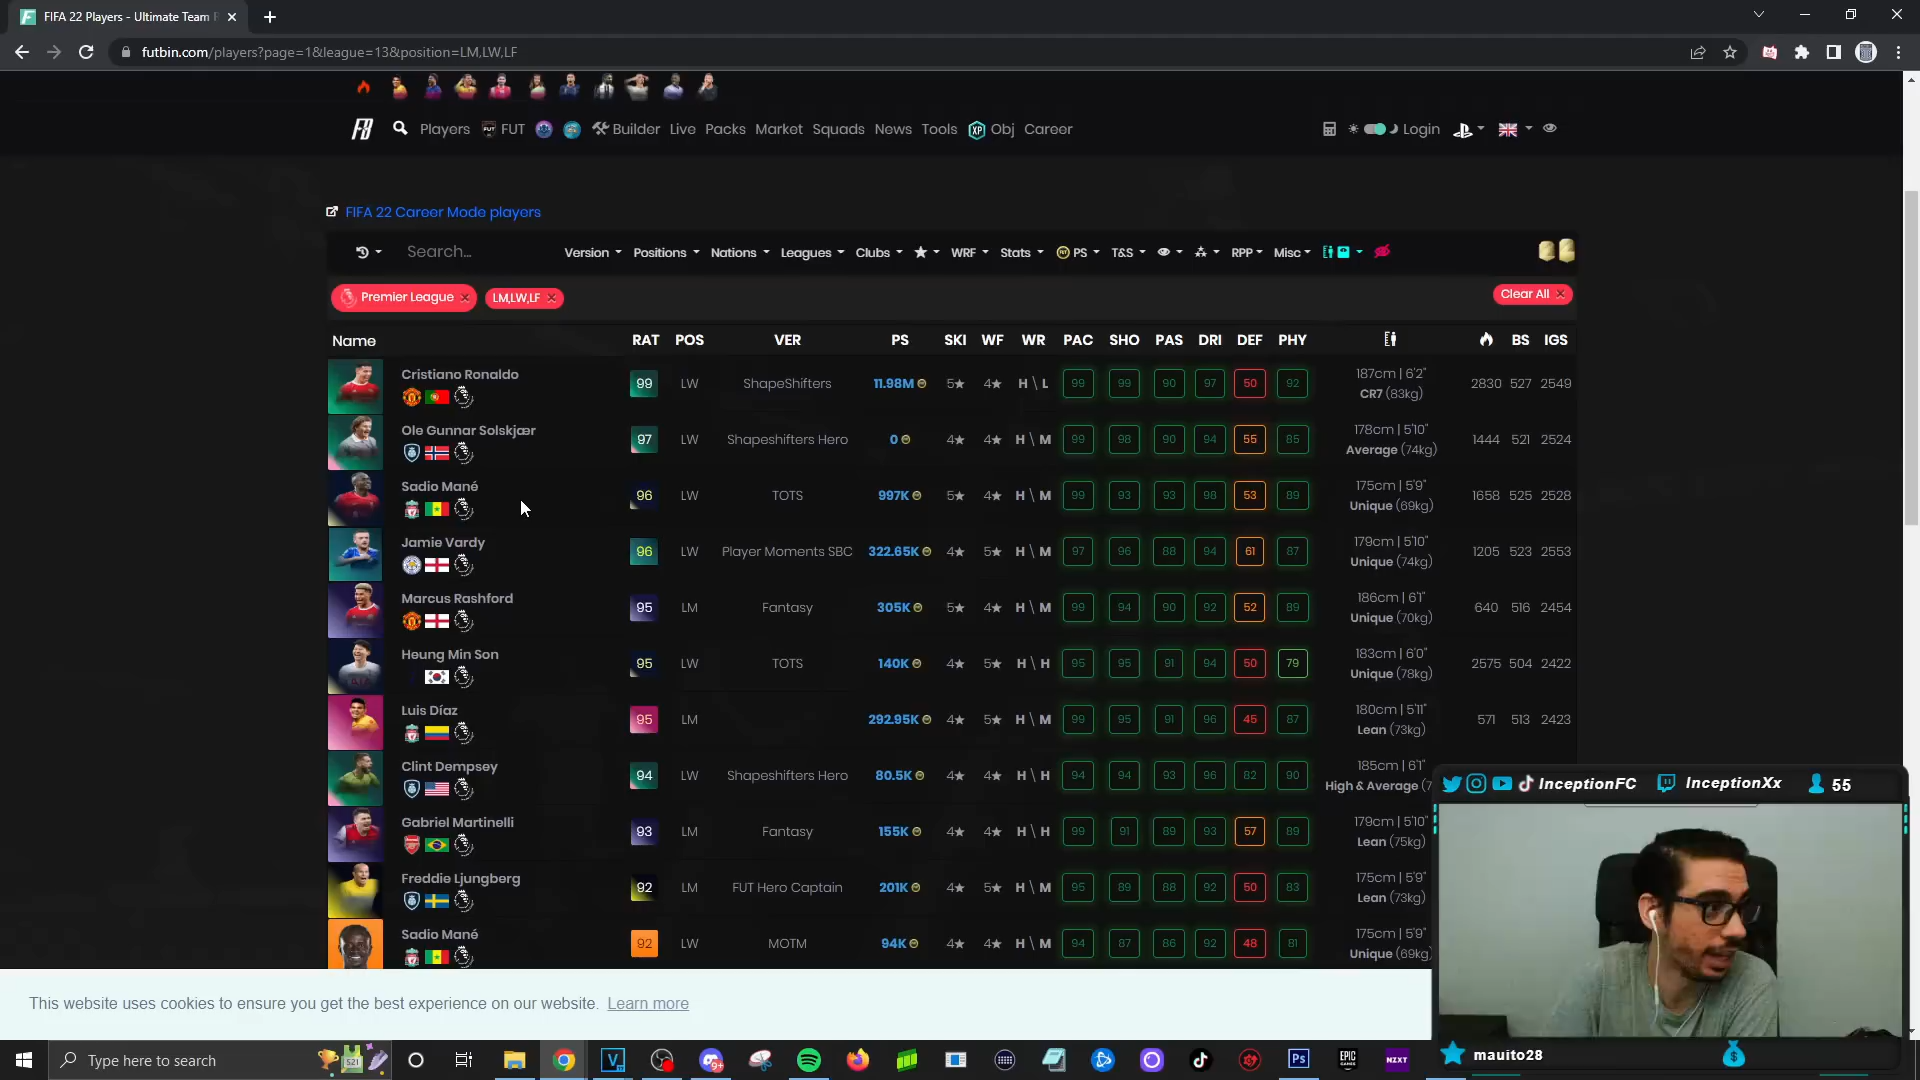 FIFA 22 Players - Ultimate Team
futbin.com/players?page=1&league=13&position=LM,LW,LF
Players FUT Builder Live Packs Market Squads News Tools XP Obj Career Login
FIFA 22 Career Mode players
Search... Version Positions Nations Leagues Clubs WRF Stats PS T&S RPP Misc
Premier League LM,LW,LF Clear All
Name RAT POS VER PS SKI WF WR PAC SHO PAS DRI DEF PHY BS IGS
Cristiano Ronaldo 99 LW ShapeShifters 11.98M 5★ 4★ H \ L 99 99 90 97 50 92 187cm | 6'2" CR7 (83kg) 2830 527 2549
Ole Gunnar Solskjær 97 LW Shapeshifters Hero 0 4★ 4★ H \ M 99 98 90 94 55 85 178cm | 5'10" Average (74kg) 1444 521 2524
Sadio Mané 96 LW TOTS 997K 5★ 4★ H \ M 99 93 93 98 53 89 175cm | 5'9" Unique (69kg) 1658 525 2528
Jamie Vardy 96 LW Player Moments SBC 322.65K 4★ 5★ H \ M 97 96 88 94 61 87 179cm | 5'10" Unique (74kg) 1205 523 2553
Marcus Rashford 95 LM Fantasy 305K 5★ 4★ H \ M 99 94 90 92 52 89 186cm | 6'1" Unique (70kg) 640 516 2454
Heung Min Son 95 LW TOTS 140K 4★ 5★ H \ H 95 95 91 94 50 79 183cm | 6'0" Unique (78kg) 2575 504 2422
Luis Díaz 95 LM 292.95K 4★ 5★ H \ M 99 95 91 96 45 87 180cm | 5'11" Lean (73kg) 571 513 2423
Clint Dempsey 94 LW Shapeshifters Hero 80.5K 4★ 4★ H \ H 94 94 93 96 82 90 185cm | 6'1" High & Average (7
Gabriel Martinelli 93 LM Fantasy 155K 4★ 4★ H \ H 99 91 89 93 57 89 179cm | 5'10" Lean (75kg)
Freddie Ljungberg 92 LM FUT Hero Captain 201K 4★ 5★ H \ M 95 89 88 92 50 83 175cm | 5'9" Lean (73kg)
Sadio Mané 92 LW MOTM 94K 4★ 4★ H \ M 94 87 86 92 48 81 175cm | 5'9" Unique (69kg)
InceptionFC InceptionXx 55
This website uses cookies to ensure you get the best experience on our website. Learn more
Type here to search
Ps EPIC GAMES NZXT
mauito28